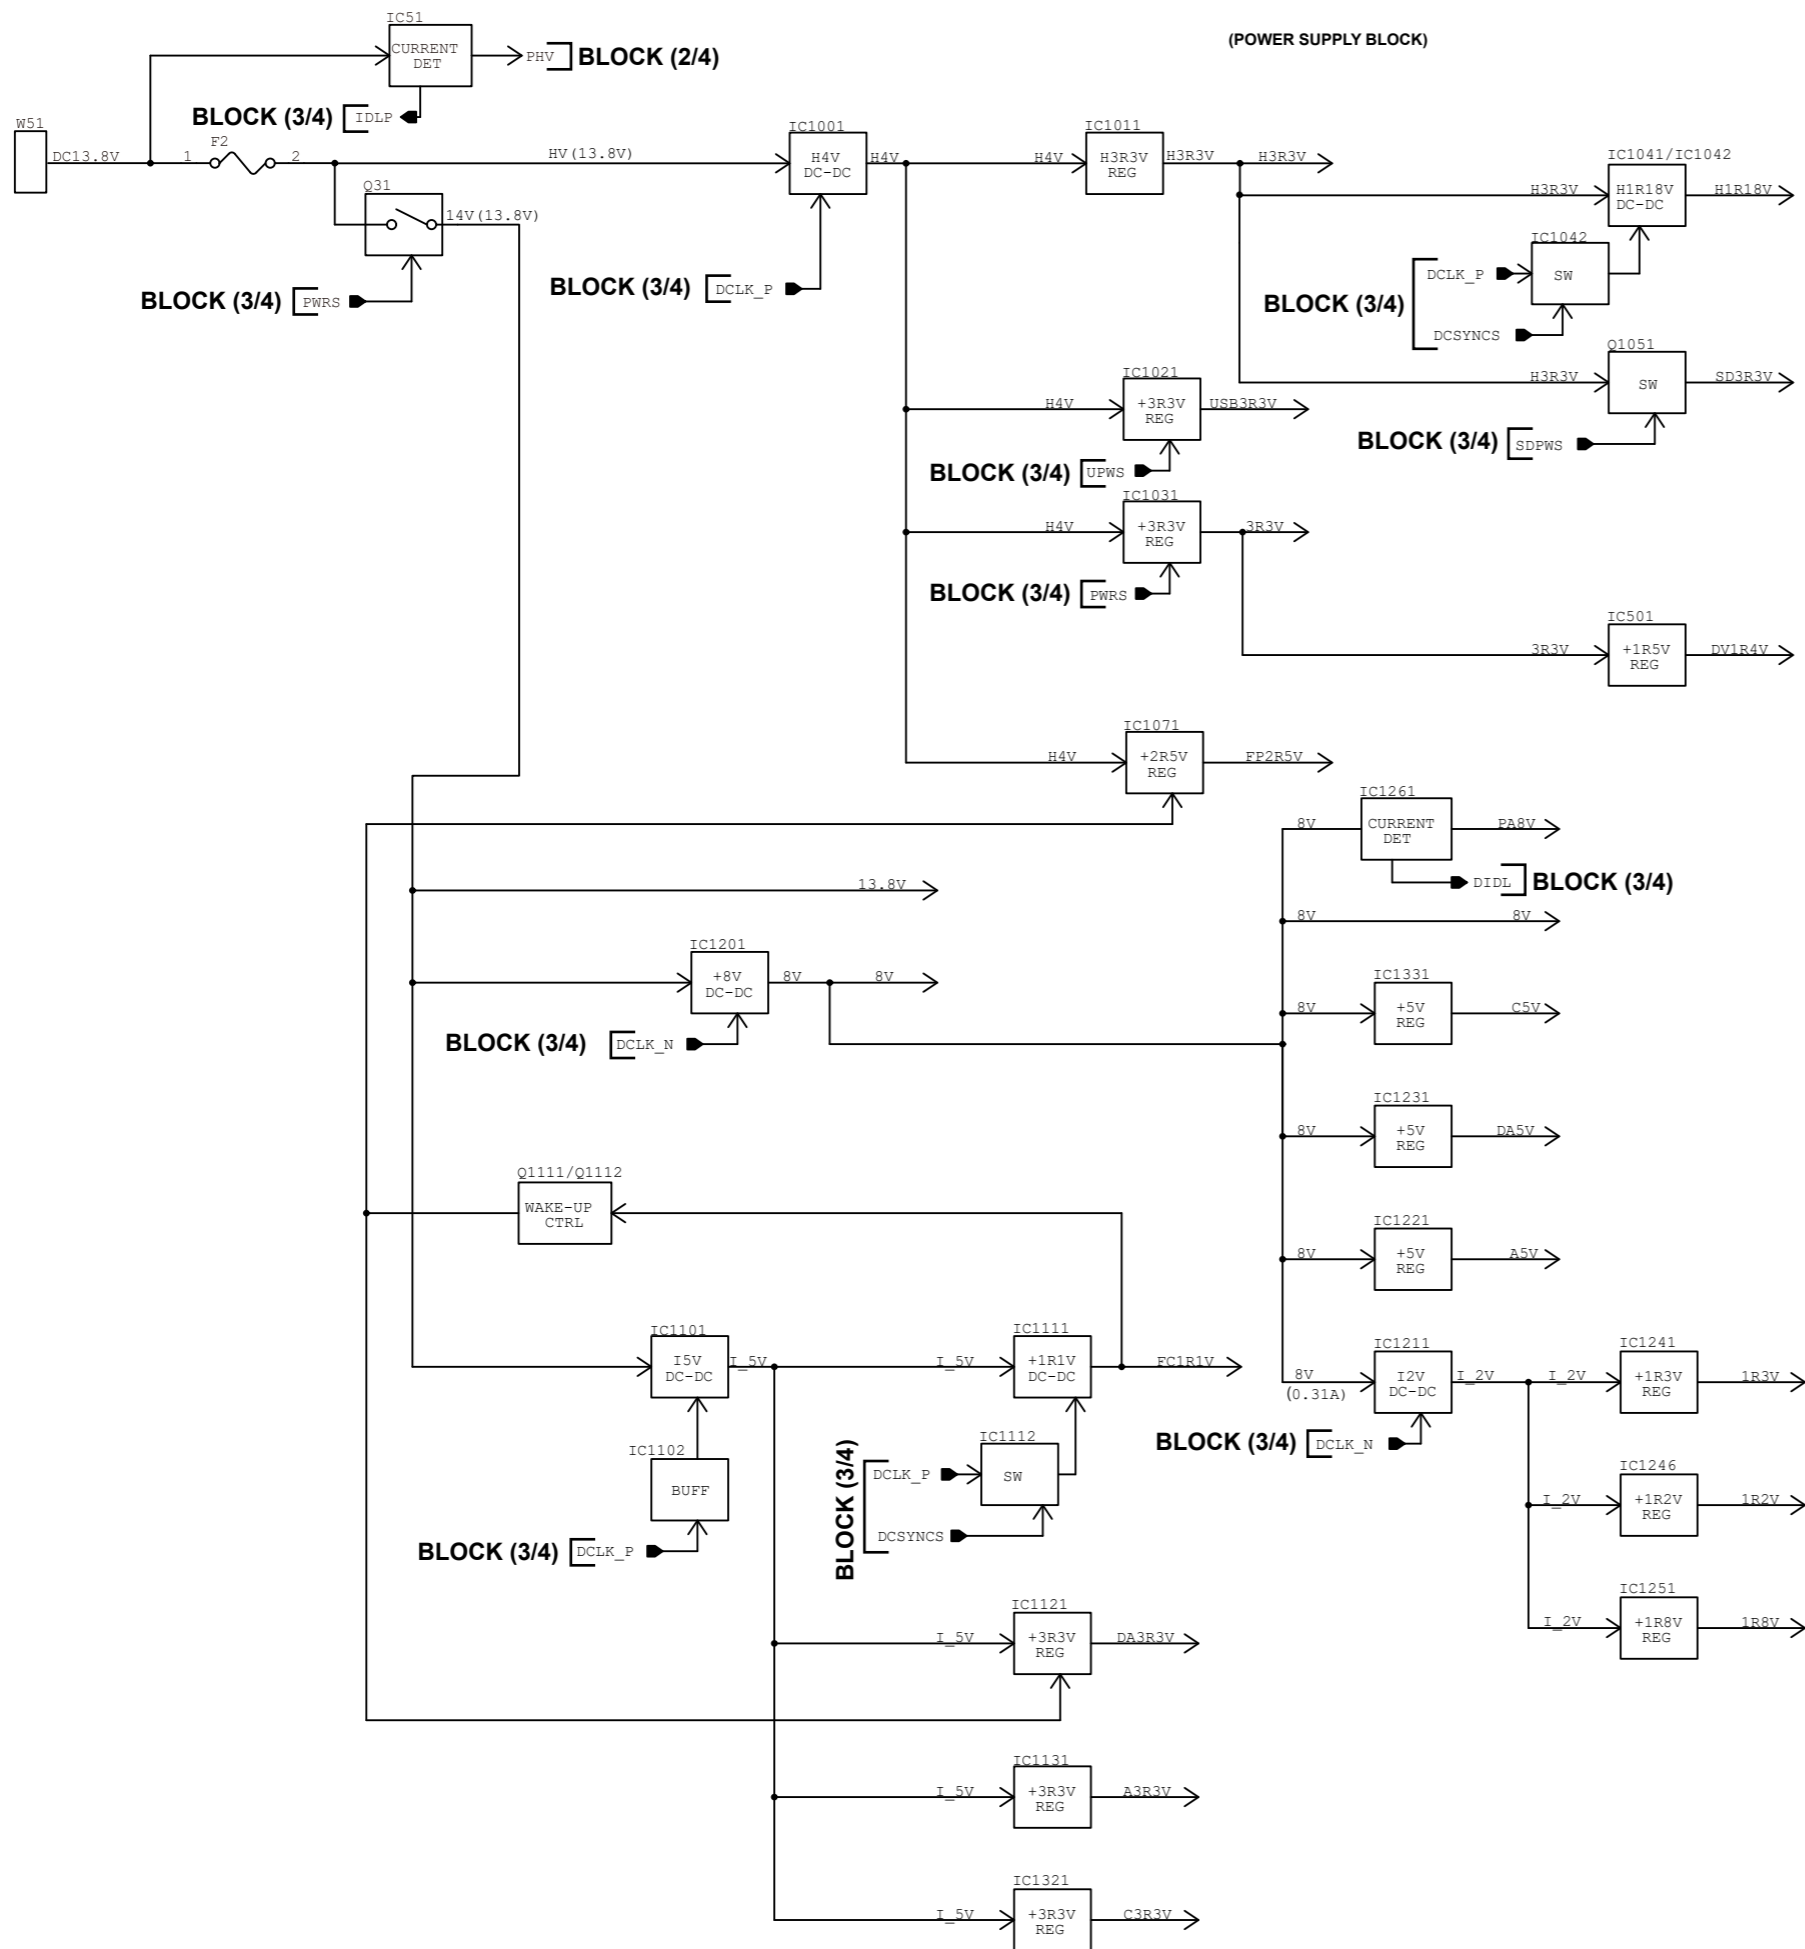 (POWER SUPPLY BLOCK)
IC51
CURRENT
DET
PHV
BLOCK (2/4)
BLOCK (3/4)
IDLP
W51
DC13.8V
F2
1
2
HV(13.8V)
IC1001
H4V
DC-DC
H4V
H4V
IC1011
H3R3V
REG
H3R3V
H3R3V
IC1041/IC1042
H3R3V
H1R18V
DC-DC
H1R18V
Q31
14V(13.8V)
BLOCK (3/4)
PWRS
BLOCK (3/4)
DCLK_P
IC1042
SW
BLOCK (3/4)
DCLK_P
DCSYNCS
Q1051
H3R3V
SW
SD3R3V
BLOCK (3/4)
SDPWS
IC1021
H4V
+3R3V
REG
USB3R3V
BLOCK (3/4)
UPWS
IC1031
H4V
+3R3V
REG
3R3V
BLOCK (3/4)
PWRS
IC501
3R3V
+1R5V
REG
DV1R4V
IC1071
H4V
+2R5V
REG
FP2R5V
IC1261
8V
CURRENT
DET
PA8V
DIDL
BLOCK (3/4)
13.8V
8V
8V
IC1201
+8V
DC-DC
8V
8V
BLOCK (3/4)
DCLK_N
IC1331
8V
+5V
REG
C5V
IC1231
8V
+5V
REG
DA5V
Q1111/Q1112
WAKE-UP
CTRL
IC1221
8V
+5V
REG
A5V
IC1101
I5V
DC-DC
I_5V
I_5V
IC1111
+1R1V
DC-DC
FC1R1V
IC1211
8V
(0.31A)
I2V
DC-DC
I_2V
I_2V
IC1241
+1R3V
REG
1R3V
BLOCK (3/4)
DCLK_N
IC1102
BUFF
BLOCK (3/4)
DCLK_P
BLOCK (3/4)
DCLK_P
DCSYNCS
IC1112
SW
IC1246
I_2V
+1R2V
REG
1R2V
IC1251
I_2V
+1R8V
REG
1R8V
IC1121
I_5V
+3R3V
REG
DA3R3V
IC1131
I_5V
+3R3V
REG
A3R3V
IC1321
I_5V
+3R3V
REG
C3R3V